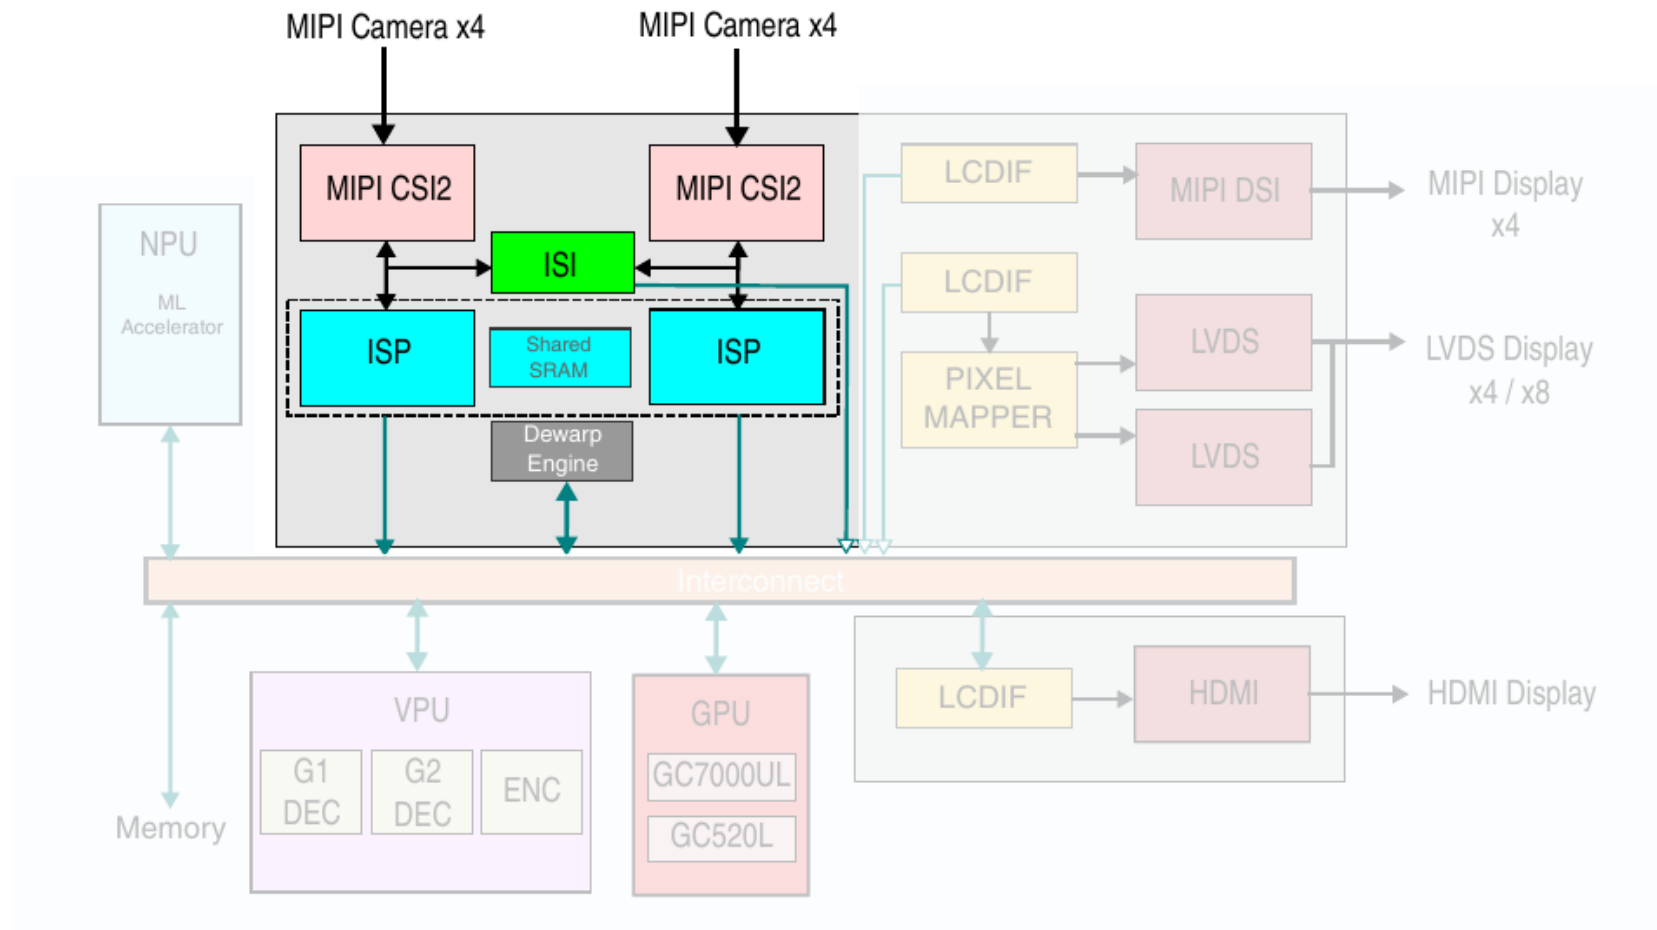 MIPI Camera x4
MIPI Camera x4
MIPI CSI2
MIPI CSI2
ISI
ISP
Shared
SRAM
ISP
Dewarp
Engine
NPU
ML
Accelerator
LCDIF
MIPI DSI
MIPI Display
x4
LCDIF
PIXEL
MAPPER
LVDS
LVDS
LVDS Display
x4 / x8
Interconnect
Memory
VPU
G1
DEC
G2
DEC
ENC
GPU
GC7000UL
GC520L
LCDIF
HDMI
HDMI Display